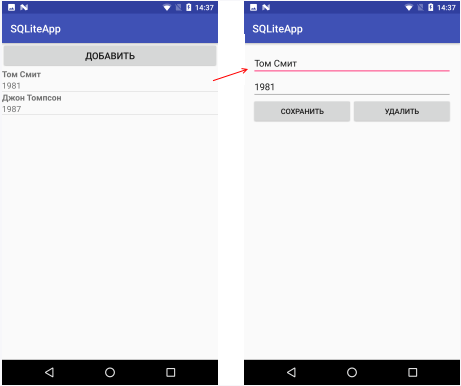 14:37
SQLiteApp
ДОБАВИТЬ
Том Смит
1981
Джон Томпсон
1987
14:37
SQLiteApp
Том Смит
1981
СОХРАНИТЬ УДАЛИТЬ